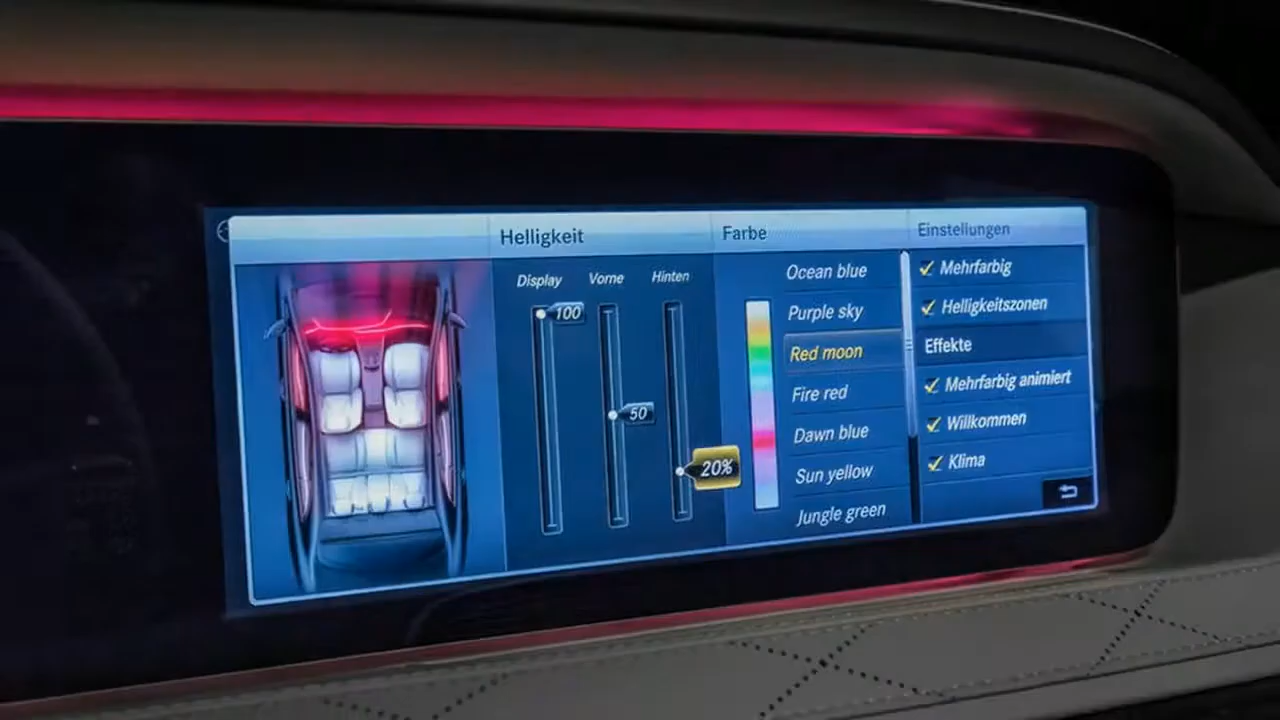 Helligkeit
Display
Vorne
Hinten
100
50
20%
Farbe
Ocean blue
Purple sky
Red moon
Fire red
Dawn blue
Sun yellow
Jungle green
Einstellungen
Mehrfarbig
Helligkeitszonen
Effekte
Mehrfarbig animiert
Willkommen
Klima